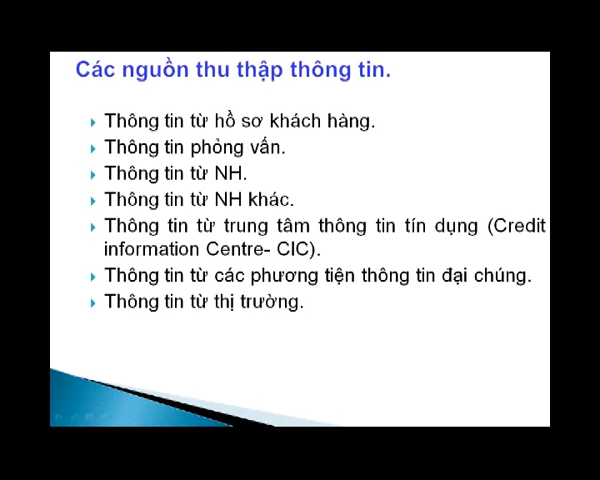 Các nguồn thu thập thông tin.
Thông tin từ hồ sơ khách hàng.
Thông tin phỏng vấn.
Thông tin từ NH.
Thông tin từ NH khác.
Thông tin từ trung tâm thông tin tín dụng (Credit
information Centre- CIC).
Thông tin từ các phương tiện thông tin đại chúng.
Thông tin từ thị trường.